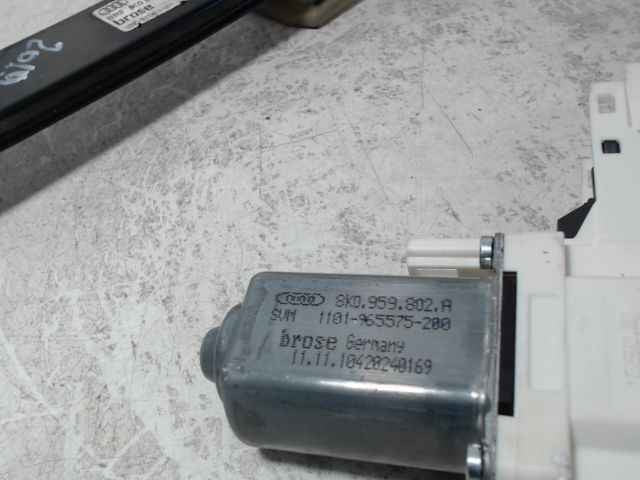 brose
8K0.959.802.A
SVM 1101-965575-200
brose Germany
11.11.10420240169